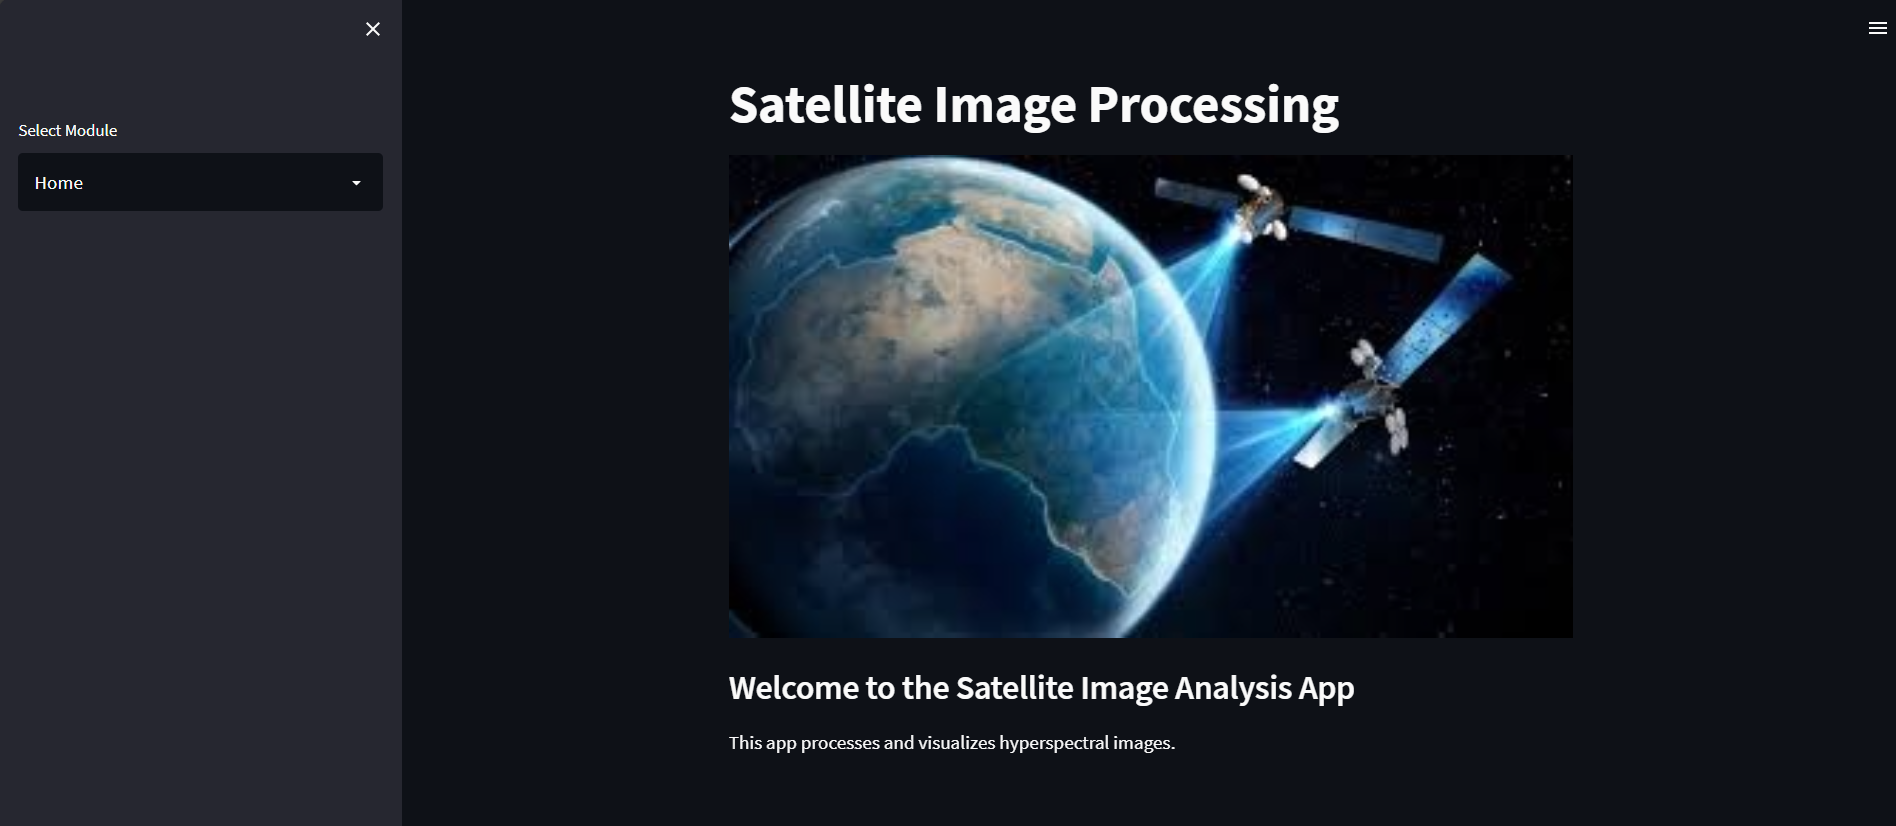 Select Module
Home
Satellite Image Processing
Welcome to the Satellite Image Analysis App
This app processes and visualizes hyperspectral images.